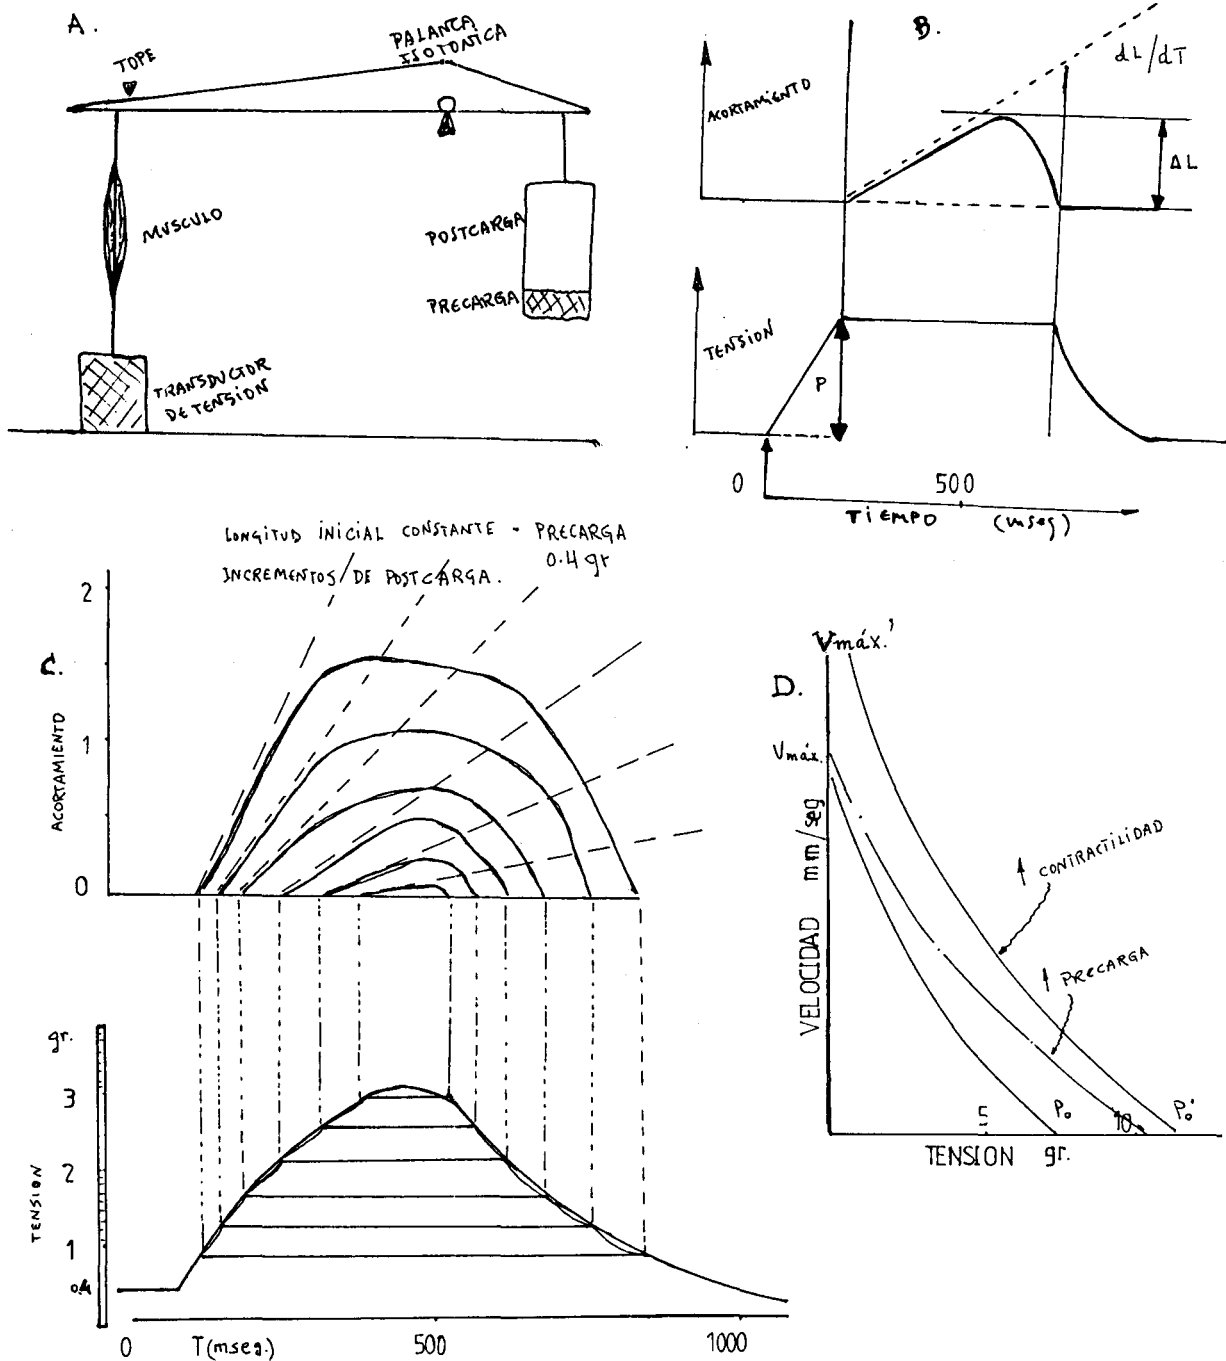 A.
TOPE
PALANCA
ISOTONICA
MUSCULO
POSTCARGA
PRECARGA
TRANSDUCTOR
DE TENSION
B.
dL/dT
ACORTAMIENTO
ΔL
TENSION
P
0
500
TIEMPO (mseg)
LONGITUD INICIAL CONSTANTE - PRECARGA
0.4 gr
INCREMENTOS DE POSTCARGA.
C.
2
1
0
ACORTAMIENTO
gr.
3
2
1
0.4
TENSION
0
T(mseg.)
500
1000
D.
Vmáx.'
Vmáx.
VELOCIDAD mm/seg
↑ CONTRACTILIDAD
↑ PRECARGA
5
Po
10
Po'
TENSION gr.